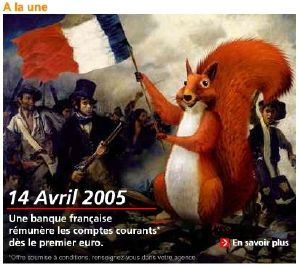 A la une
14 Avril 2005
Une banque française
rémunère les comptes courants*
dès le premier euro.
En savoir plus
*Offre soumise à conditions, renseignez-vous dans votre agence.